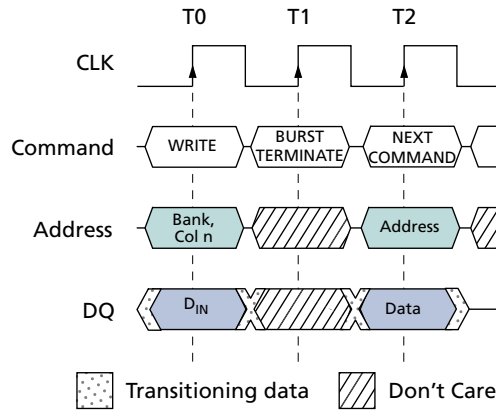 T0 T1 T2
CLK
Command WRITE BURST TERMINATE NEXT COMMAND
Address Bank, Col n Address
DQ DIN Data
Transitioning data Don't Care